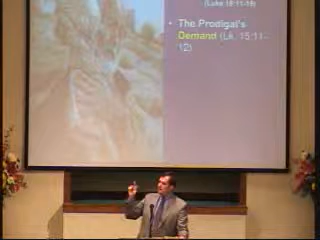 (Luke 15:11-16)
• The Prodigal's
Demand (Lk. 15:11-
12)